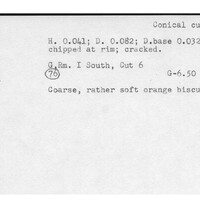 Conical cu
H. 0.041; D. 0.082; D.base 0.032
chipped at rim; cracked.
G.Rm. I South, Cut 6
76 G-6.50
Coarse, rather soft orange biscu